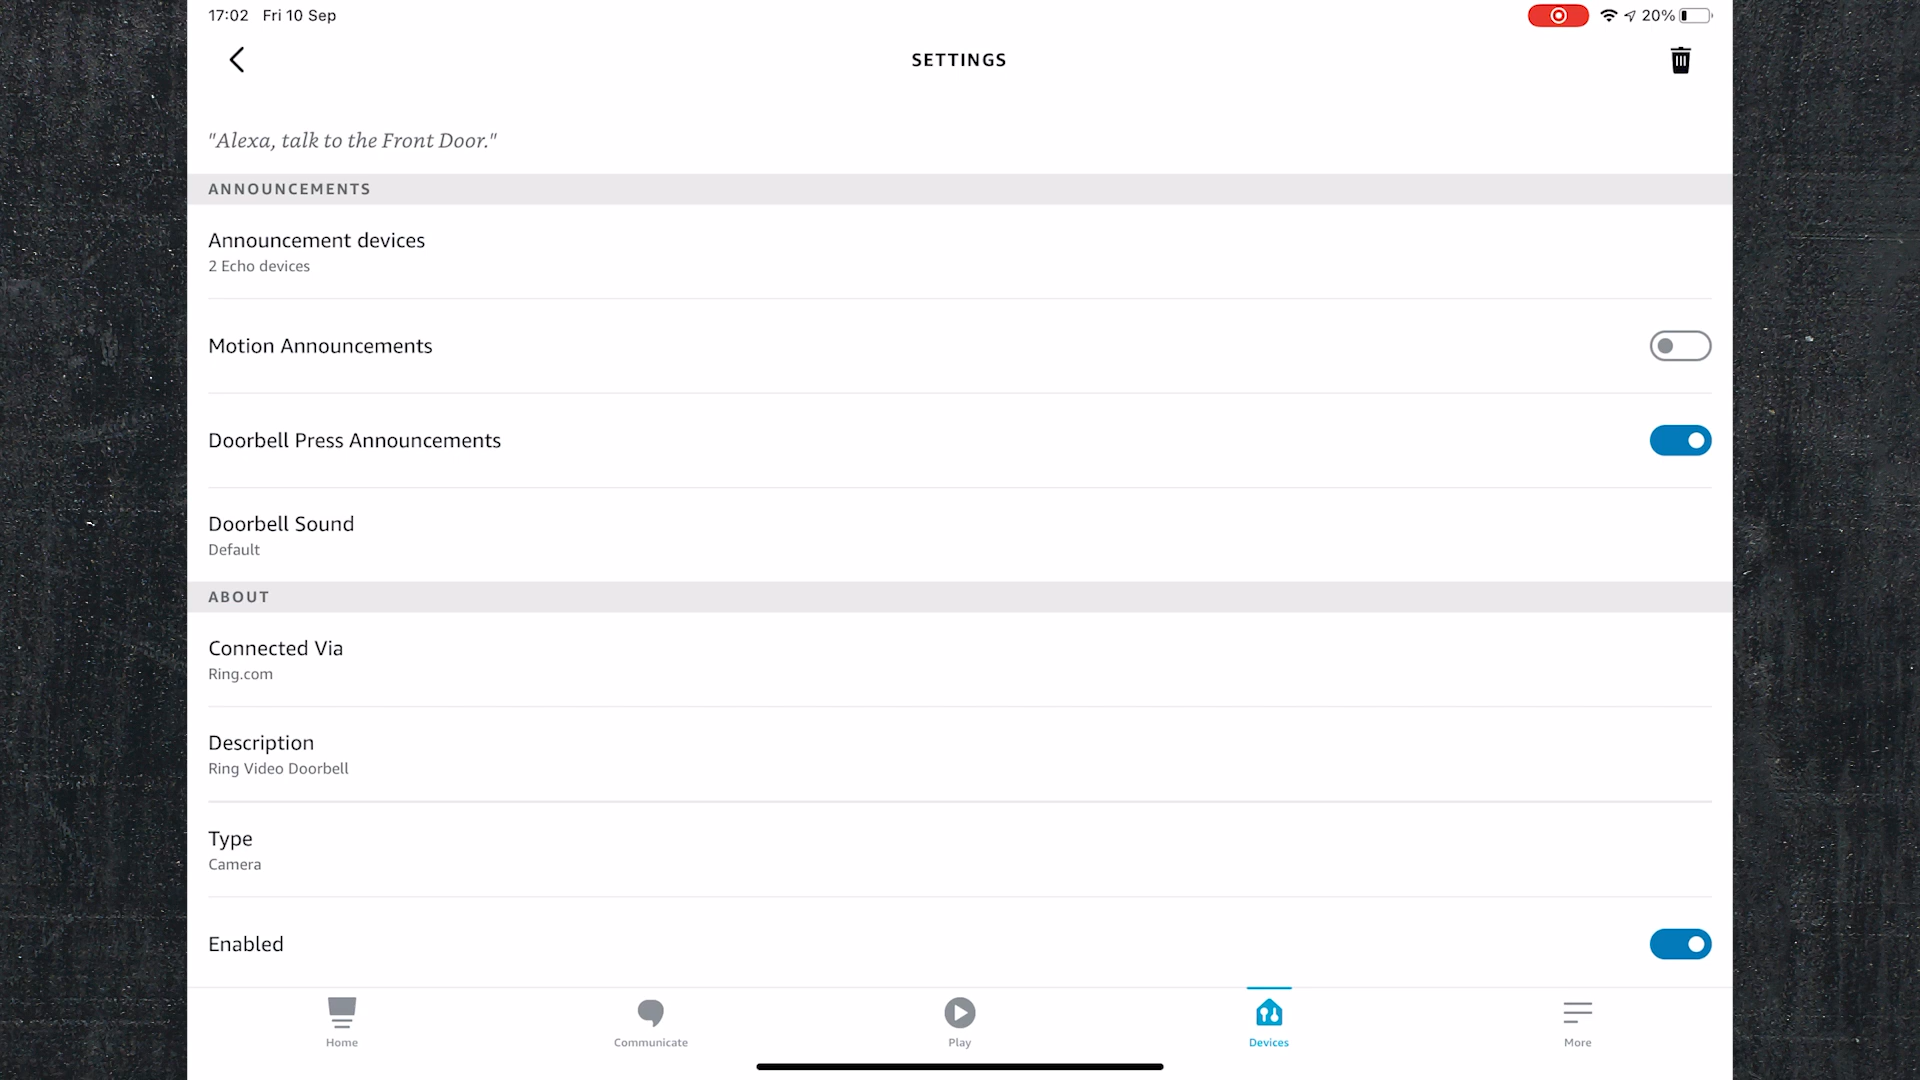 17:02 Fri 10 Sep
20%
SETTINGS
"Alexa, talk to the Front Door."
ANNOUNCEMENTS
Announcement devices
2 Echo devices
Motion Announcements
Doorbell Press Announcements
Doorbell Sound
Default
ABOUT
Connected Via
Ring.com
Description
Ring Video Doorbell
Type
Camera
Enabled
Home
Communicate
Play
Devices
More